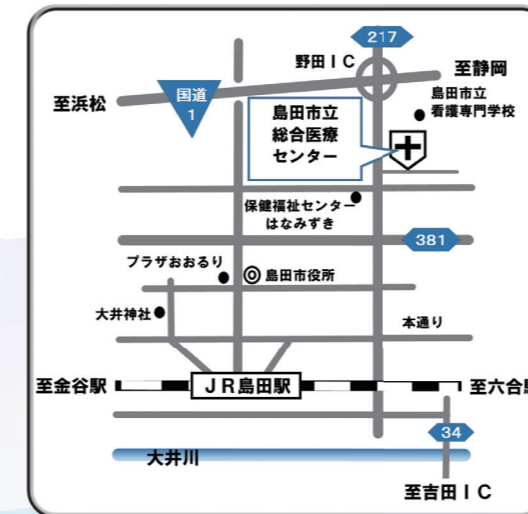 217
野田IC
至静岡
至浜松
国道
1
島田市立
看護専門学校
島田市立
総合医療
センター
保健福祉センター
はなみずき
381
プラザおおるり
島田市役所
大井神社
本通り
至金谷駅
JR島田駅
至六合
34
大井川
至吉田IC